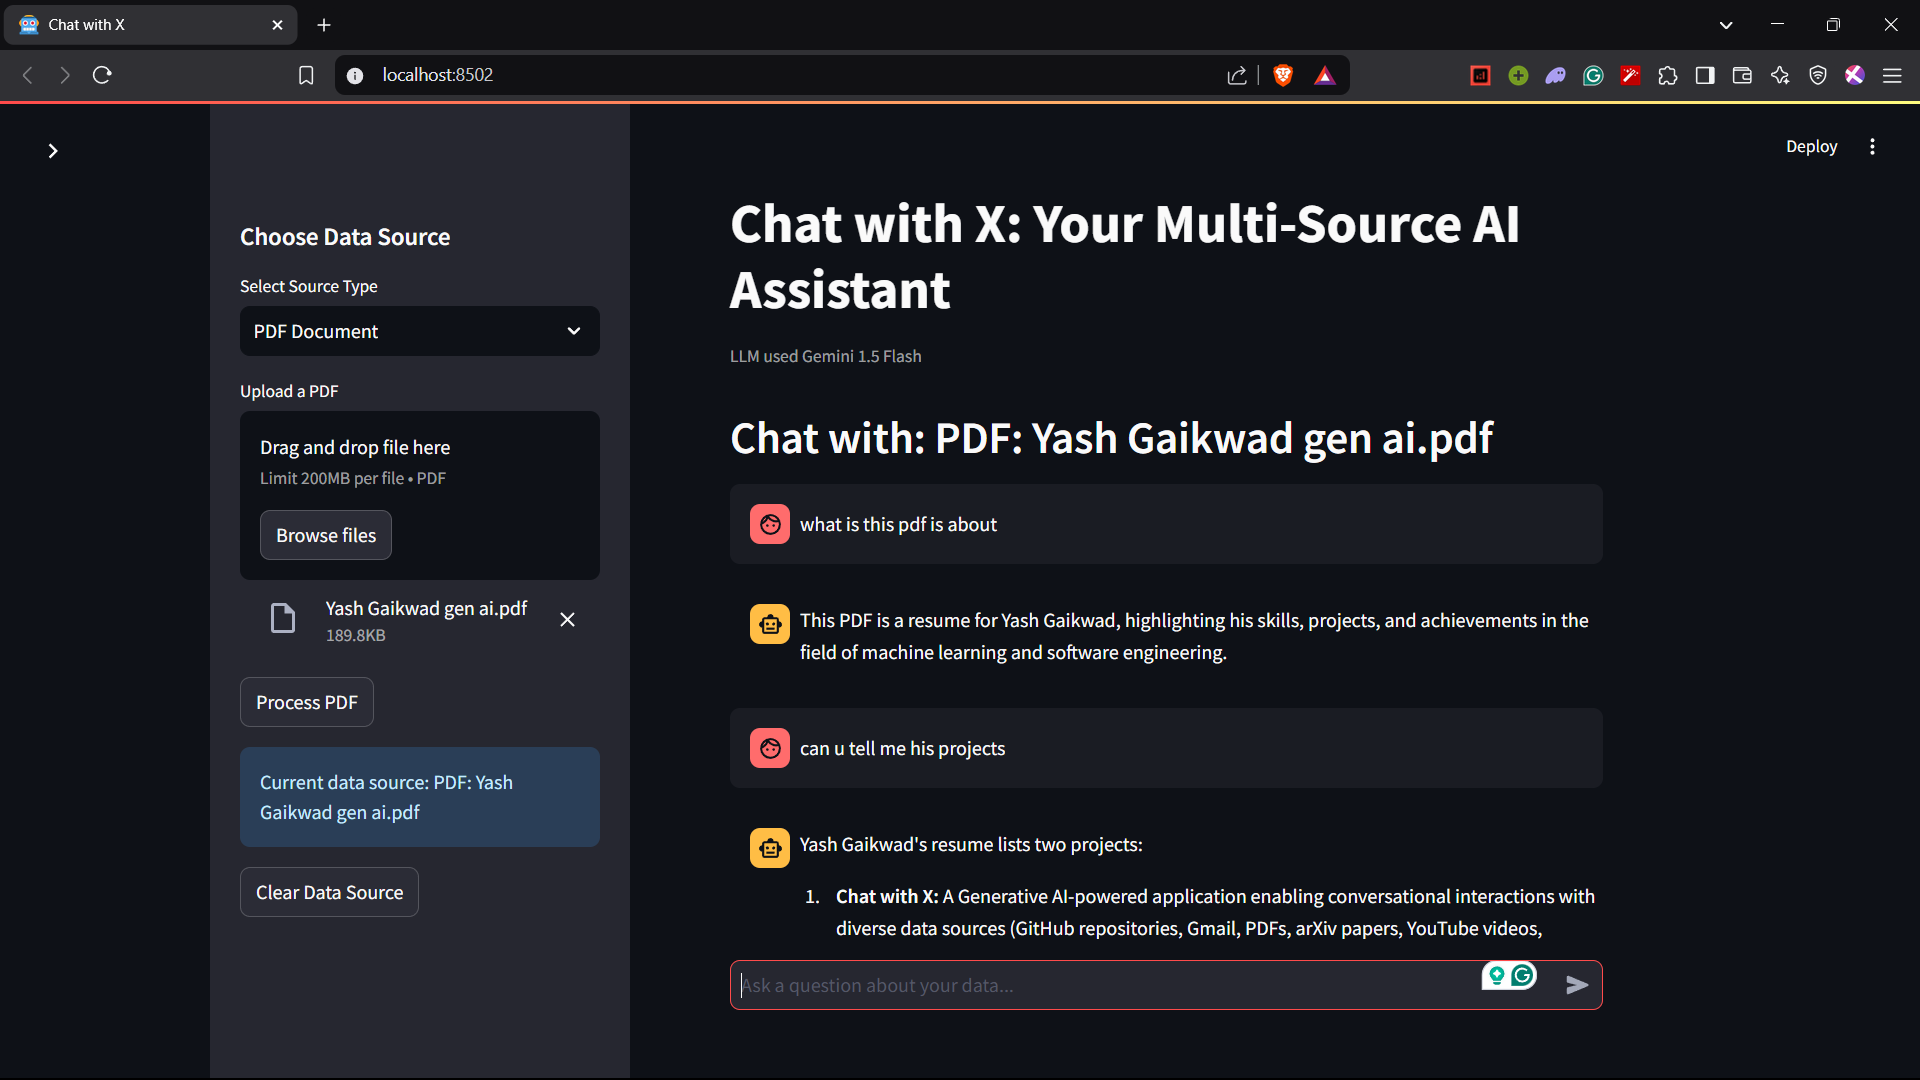 Chat with X
localhost:8502
Deploy
Choose Data Source
Select Source Type
PDF Document
Upload a PDF
Drag and drop file here
Limit 200MB per file • PDF
Browse files
Yash Gaikwad gen ai.pdf
189.8KB
Process PDF
Current data source: PDF: Yash
Gaikwad gen ai.pdf
Clear Data Source
Chat with X: Your Multi-Source AI
Assistant
LLM used Gemini 1.5 Flash
Chat with: PDF: Yash Gaikwad gen ai.pdf
what is this pdf is about
This PDF is a resume for Yash Gaikwad, highlighting his skills, projects, and achievements in the
field of machine learning and software engineering.
can u tell me his projects
Yash Gaikwad's resume lists two projects:
1. Chat with X: A Generative AI-powered application enabling conversational interactions with
diverse data sources (GitHub repositories, Gmail, PDFs, arXiv papers, YouTube videos,
Ask a question about your data...